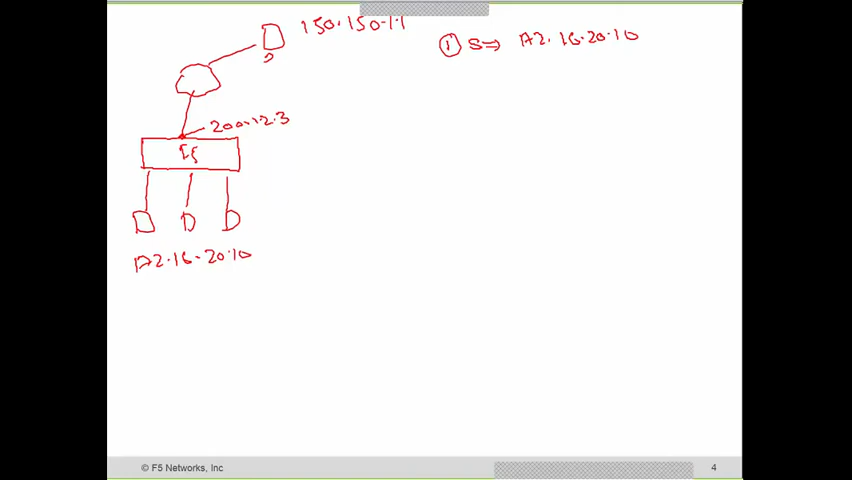 150.150.1.1
① S⇒ 172.16.20.10
200.1.2.3
F5
172.16.20.10
© F5 Networks, Inc
4